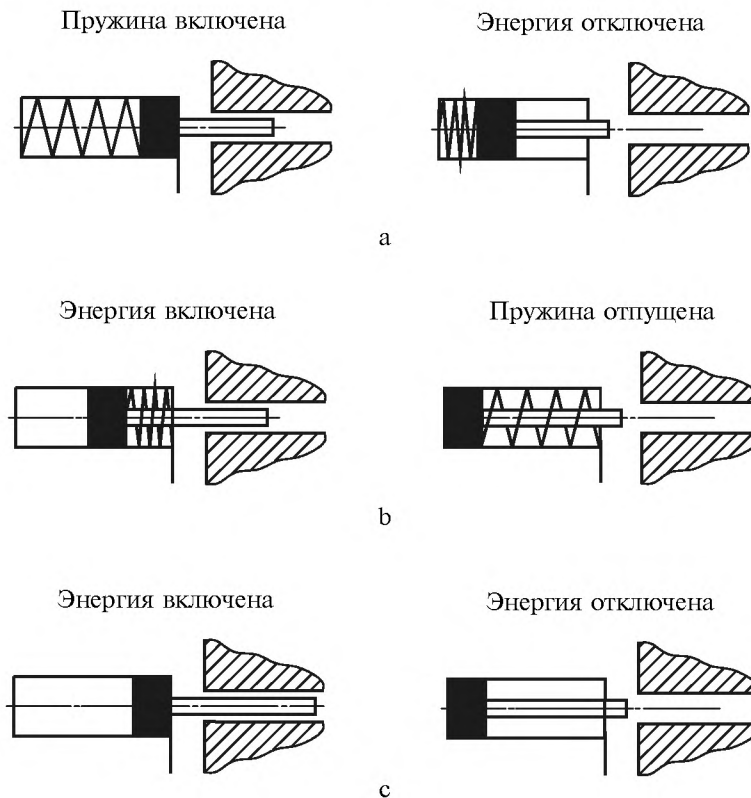 Пружина включена
Энергия отключена
a
Энергия включена
Пружина отпущена
b
Энергия включена
Энергия отключена
c